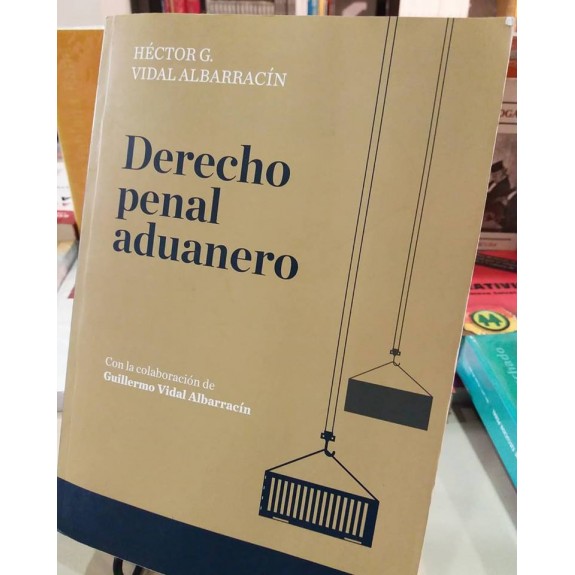 HÉCTOR G.
VIDAL ALBARRACÍN
Derecho
penal
aduanero
Con la colaboración de
Guillermo Vidal Albarracín